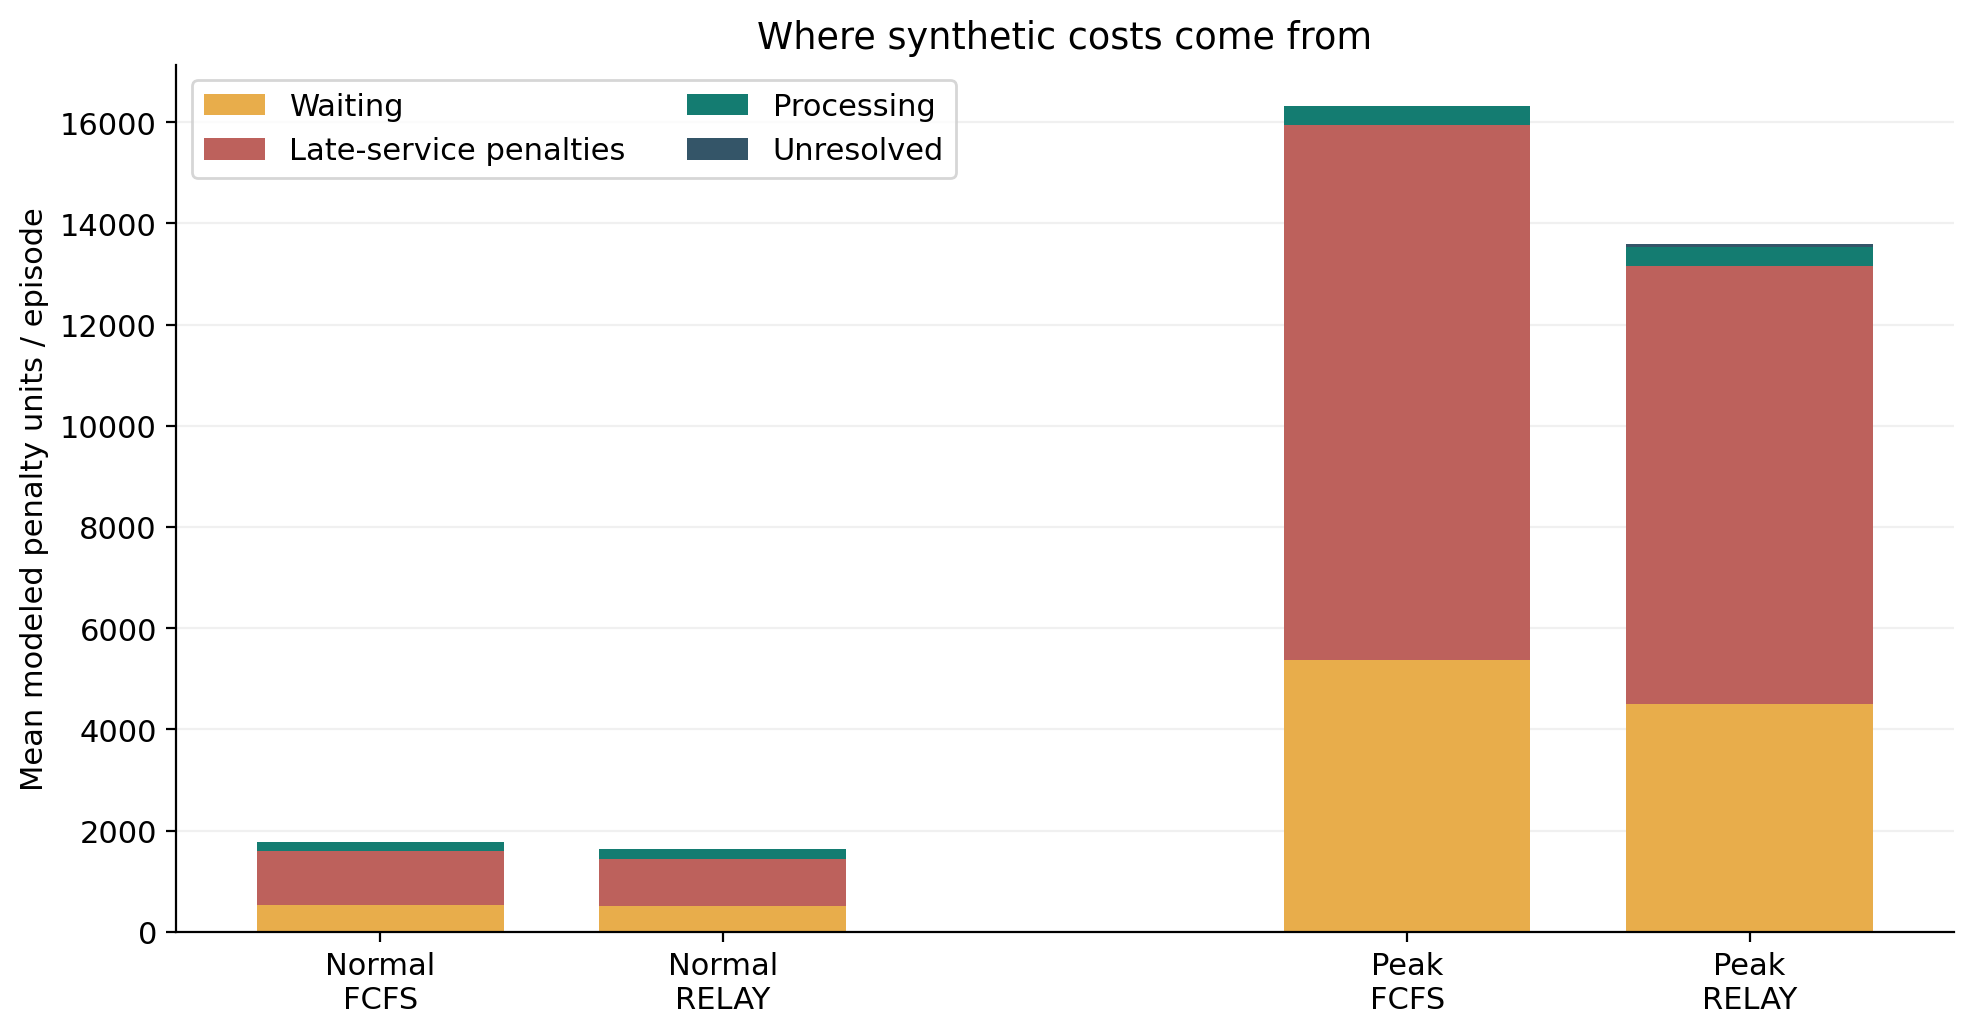 Where synthetic costs come from
Waiting
Late-service penalties
Processing
Unresolved
Mean modeled penalty units / episode
16000
14000
12000
10000
8000
6000
4000
2000
0
Normal
FCFS
Normal
RELAY
Peak
FCFS
Peak
RELAY